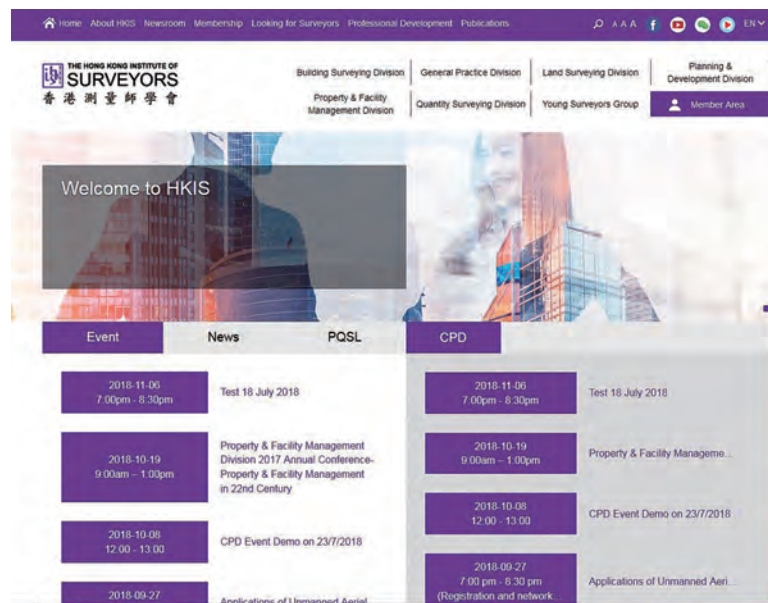 Home About HKIS Newsroom Membership Looking for Surveyors Professional Development Publications A A A EN
THE HONG KONG INSTITUTE OF
SURVEYORS
香港測量師學會
Building Surveying Division
General Practice Division
Land Surveying Division
Planning &
Development Division
Property & Facility
Management Division
Quantity Surveying Division
Young Surveyors Group
Member Area
Welcome to HKIS
Event News PQSL CPD
2018-11-06
7:00pm - 8:30pm
Test 18 July 2018
2018-10-19
9:00am – 1:00pm
Property & Facility Management
Division 2017 Annual Conference-
Property & Facility Management
in 22nd Century
2018-10-08
12:00 - 13:00
CPD Event Demo on 23/7/2018
2018-09-27
Applications of Unmanned Aerial
2018-11-06
7:00pm - 8:30pm
Test 18 July 2018
2018-10-19
9:00am – 1:00pm
Property & Facility Manageme...
2018-10-08
12:00 - 13:00
CPD Event Demo on 23/7/2018
2018-09-27
7:00 pm - 8:30 pm
(Registration and network...
Applications of Unmanned Aeri...